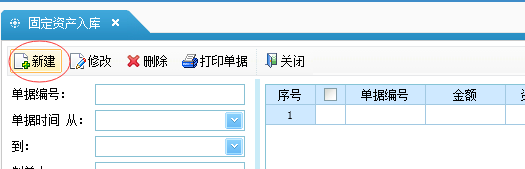 固定资产入库
新建 修改 删除 打印单据 关闭
单据编号：
单据时间 从：
到：
序号 单据编号 金额
1